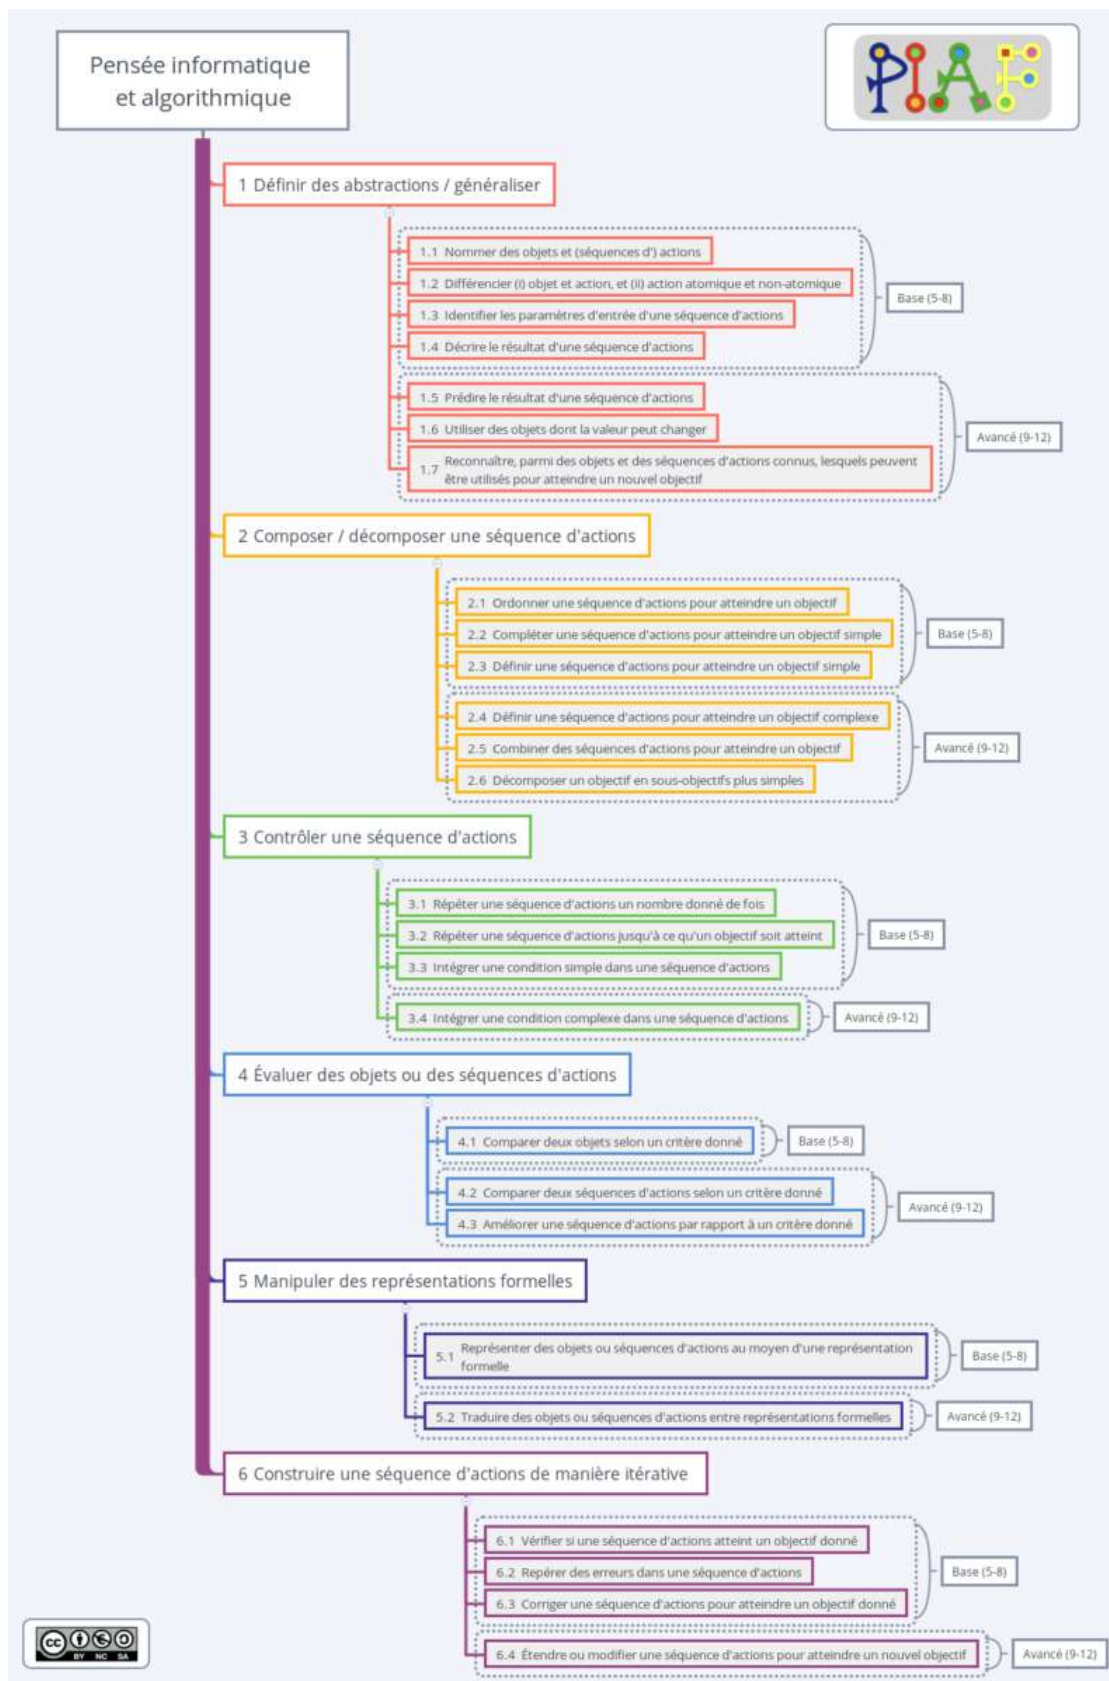 Pensée informatique
et algorithmique
PIAF
1 Définir des abstractions / généraliser
1.1 Nommer des objets et (séquences d') actions
1.2 Différencier (i) objet et action, et (ii) action atomique et non-atomique
1.3 Identifier les paramètres d'entrée d'une séquence d'actions
1.4 Décrire le résultat d'une séquence d'actions
Base (5-8)
1.5 Prédire le résultat d'une séquence d'actions
1.6 Utiliser des objets dont la valeur peut changer
1.7 Reconnaître, parmi des objets et des séquences d'actions connus, lesquels peuvent
être utilisés pour atteindre un nouvel objectif
Avancé (9-12)
2 Composer / décomposer une séquence d'actions
2.1 Ordonner une séquence d'actions pour atteindre un objectif
2.2 Compléter une séquence d'actions pour atteindre un objectif simple
2.3 Définir une séquence d'actions pour atteindre un objectif simple
Base (5-8)
2.4 Définir une séquence d'actions pour atteindre un objectif complexe
2.5 Combiner des séquences d'actions pour atteindre un objectif
2.6 Décomposer un objectif en sous-objectifs plus simples
Avancé (9-12)
3 Contrôler une séquence d'actions
3.1 Répéter une séquence d'actions un nombre donné de fois
3.2 Répéter une séquence d'actions jusqu'à ce qu'un objectif soit atteint
3.3 Intégrer une condition simple dans une séquence d'actions
Base (5-8)
3.4 Intégrer une condition complexe dans une séquence d'actions
Avancé (9-12)
4 Évaluer des objets ou des séquences d'actions
4.1 Comparer deux objets selon un critère donné
Base (5-8)
4.2 Comparer deux séquences d'actions selon un critère donné
4.3 Améliorer une séquence d'actions par rapport à un critère donné
Avancé (9-12)
5 Manipuler des représentations formelles
5.1 Représenter des objets ou séquences d'actions au moyen d'une représentation
formelle
Base (5-8)
5.2 Traduire des objets ou séquences d'actions entre représentations formelles
Avancé (9-12)
6 Construire une séquence d'actions de manière itérative
6.1 Vérifier si une séquence d'actions atteint un objectif donné
6.2 Repérer des erreurs dans une séquence d'actions
6.3 Corriger une séquence d'actions pour atteindre un objectif donné
Base (5-8)
6.4 Étendre ou modifier une séquence d'actions pour atteindre un nouvel objectif
Avancé (9-12)
cc
BY NC SA